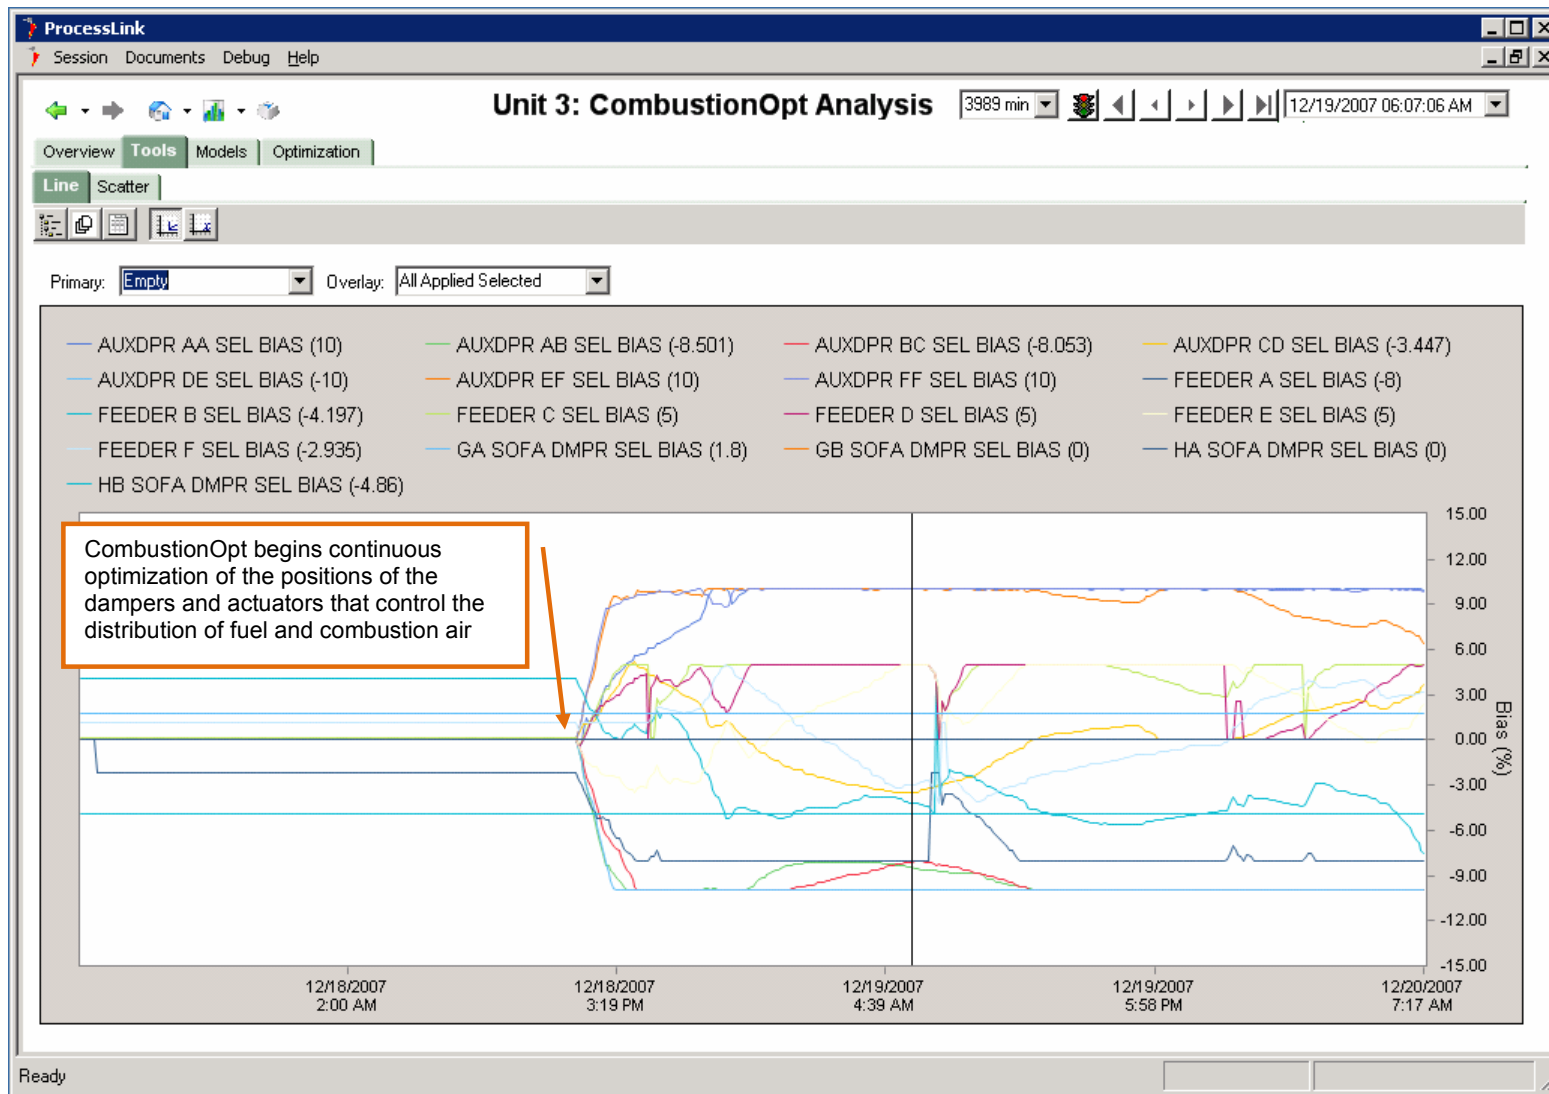 ProcessLink
Session Documents Debug Help
Unit 3: CombustionOpt Analysis 3989 min 12/19/2007 06:07:06 AM
Overview Tools Models Optimization
Line Scatter
Primary: Empty Overlay: All Applied Selected
AUXDPR AA SEL BIAS (10) AUXDPR AB SEL BIAS (-8.501) AUXDPR BC SEL BIAS (-8.053) AUXDPR CD SEL BIAS (-3.447)
AUXDPR DE SEL BIAS (-10) AUXDPR EF SEL BIAS (10) AUXDPR FF SEL BIAS (10) FEEDER A SEL BIAS (-8)
FEEDER B SEL BIAS (-4.197) FEEDER C SEL BIAS (5) FEEDER D SEL BIAS (5) FEEDER E SEL BIAS (5)
FEEDER F SEL BIAS (-2.935) GA SOFA DMPR SEL BIAS (1.8) GB SOFA DMPR SEL BIAS (0) HA SOFA DMPR SEL BIAS (0)
HB SOFA DMPR SEL BIAS (-4.86)
CombustionOpt begins continuous
optimization of the positions of the
dampers and actuators that control the
distribution of fuel and combustion air
15.00
12.00
9.00
6.00
3.00
0.00
-3.00
-6.00
-9.00
-12.00
-15.00
Bias (%)
12/18/2007 12/18/2007 12/19/2007 12/19/2007 12/20/2007
2:00 AM 3:19 PM 4:39 AM 5:58 PM 7:17 AM
Ready